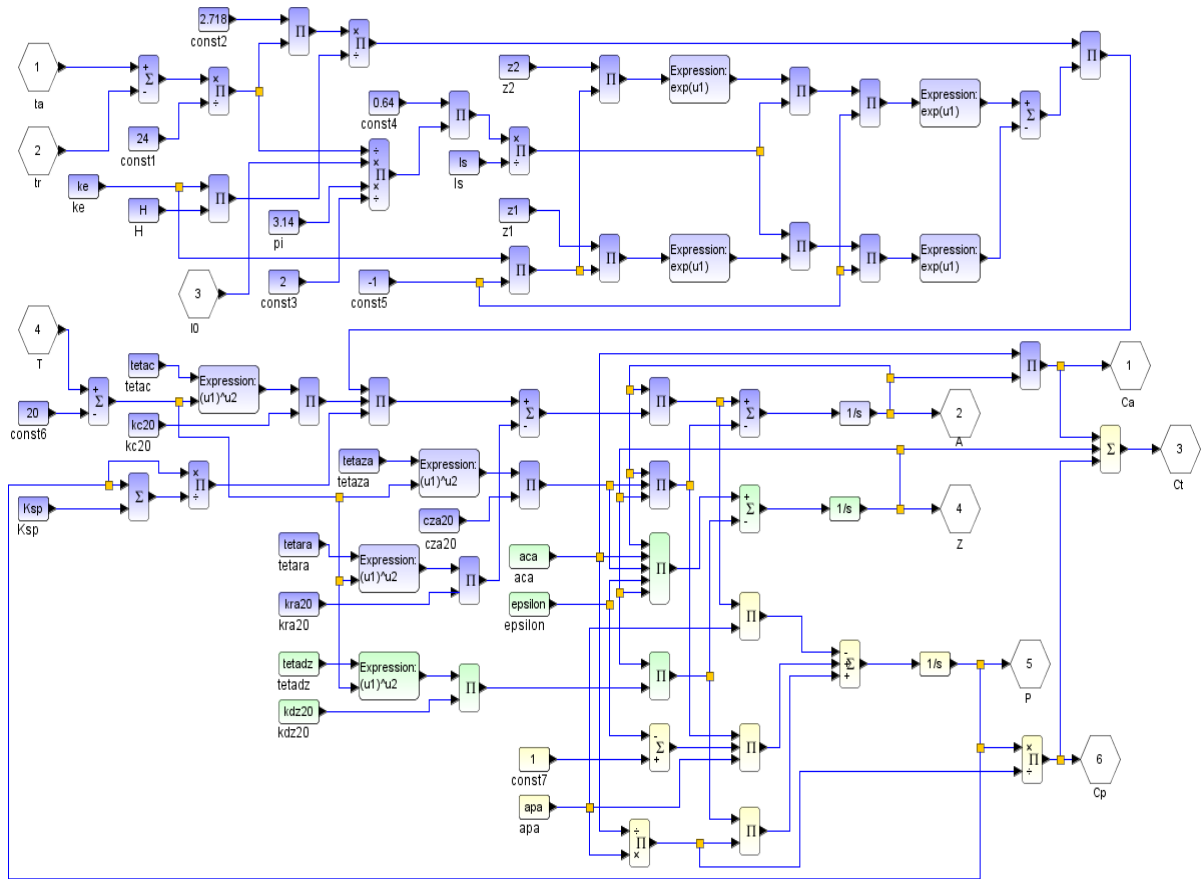 2.718
const2
1
ta
+
Σ
-
×
Π
÷
Π
×
Π
÷
24
const1
2
tr
ke
ke
H
H
Π
0.64
const4
Π
÷
×
Π
×
÷
Is
Is
×
Π
÷
3.14
pi
2
const3
3
I0
-1
const5
z2
z2
Π
Expression:
exp(u1)
Π
Π
Expression:
exp(u1)
+
Σ
-
Π
z1
z1
Π
Π
Expression:
exp(u1)
Π
Π
Expression:
exp(u1)
4
T
20
const6
+
Σ
-
tetac
tetac
Expression:
(u1)^u2
kc20
kc20
Π
Π
+
Σ
-
Ksp
Ksp
Σ
×
Π
÷
tetaza
tetaza
Expression:
(u1)^u2
cza20
cza20
Π
tetara
tetara
Expression:
(u1)^u2
kra20
kra20
Π
tetadz
tetadz
Expression:
(u1)^u2
kdz20
kdz20
Π
aca
aca
epsilon
epsilon
Π
Π
Π
Π
+
Σ
-
1/s
2
A
+
Σ
-
1/s
4
Z
Π
1
Ca
Σ
3
Ct
1
const7
-
Σ
+
apa
apa
÷
Π
×
Π
Π
Π
-
Σ
+
1/s
5
P
×
Π
÷
6
Cp